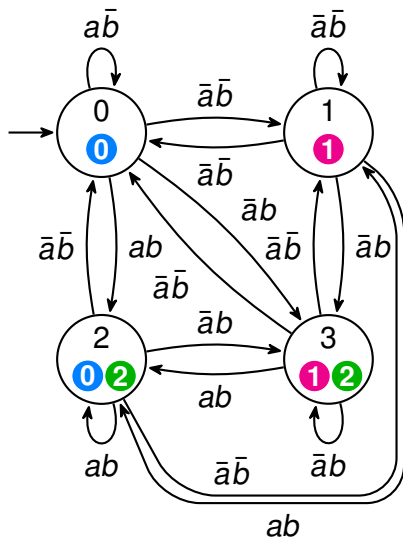 ab̄ āb̄
0 āb̄ 1
0 1
āb̄
āb
āb̄ ab āb̄ āb
āb̄
2 āb 3
0 2 1 2
ab
ab āb̄ āb̄
ab